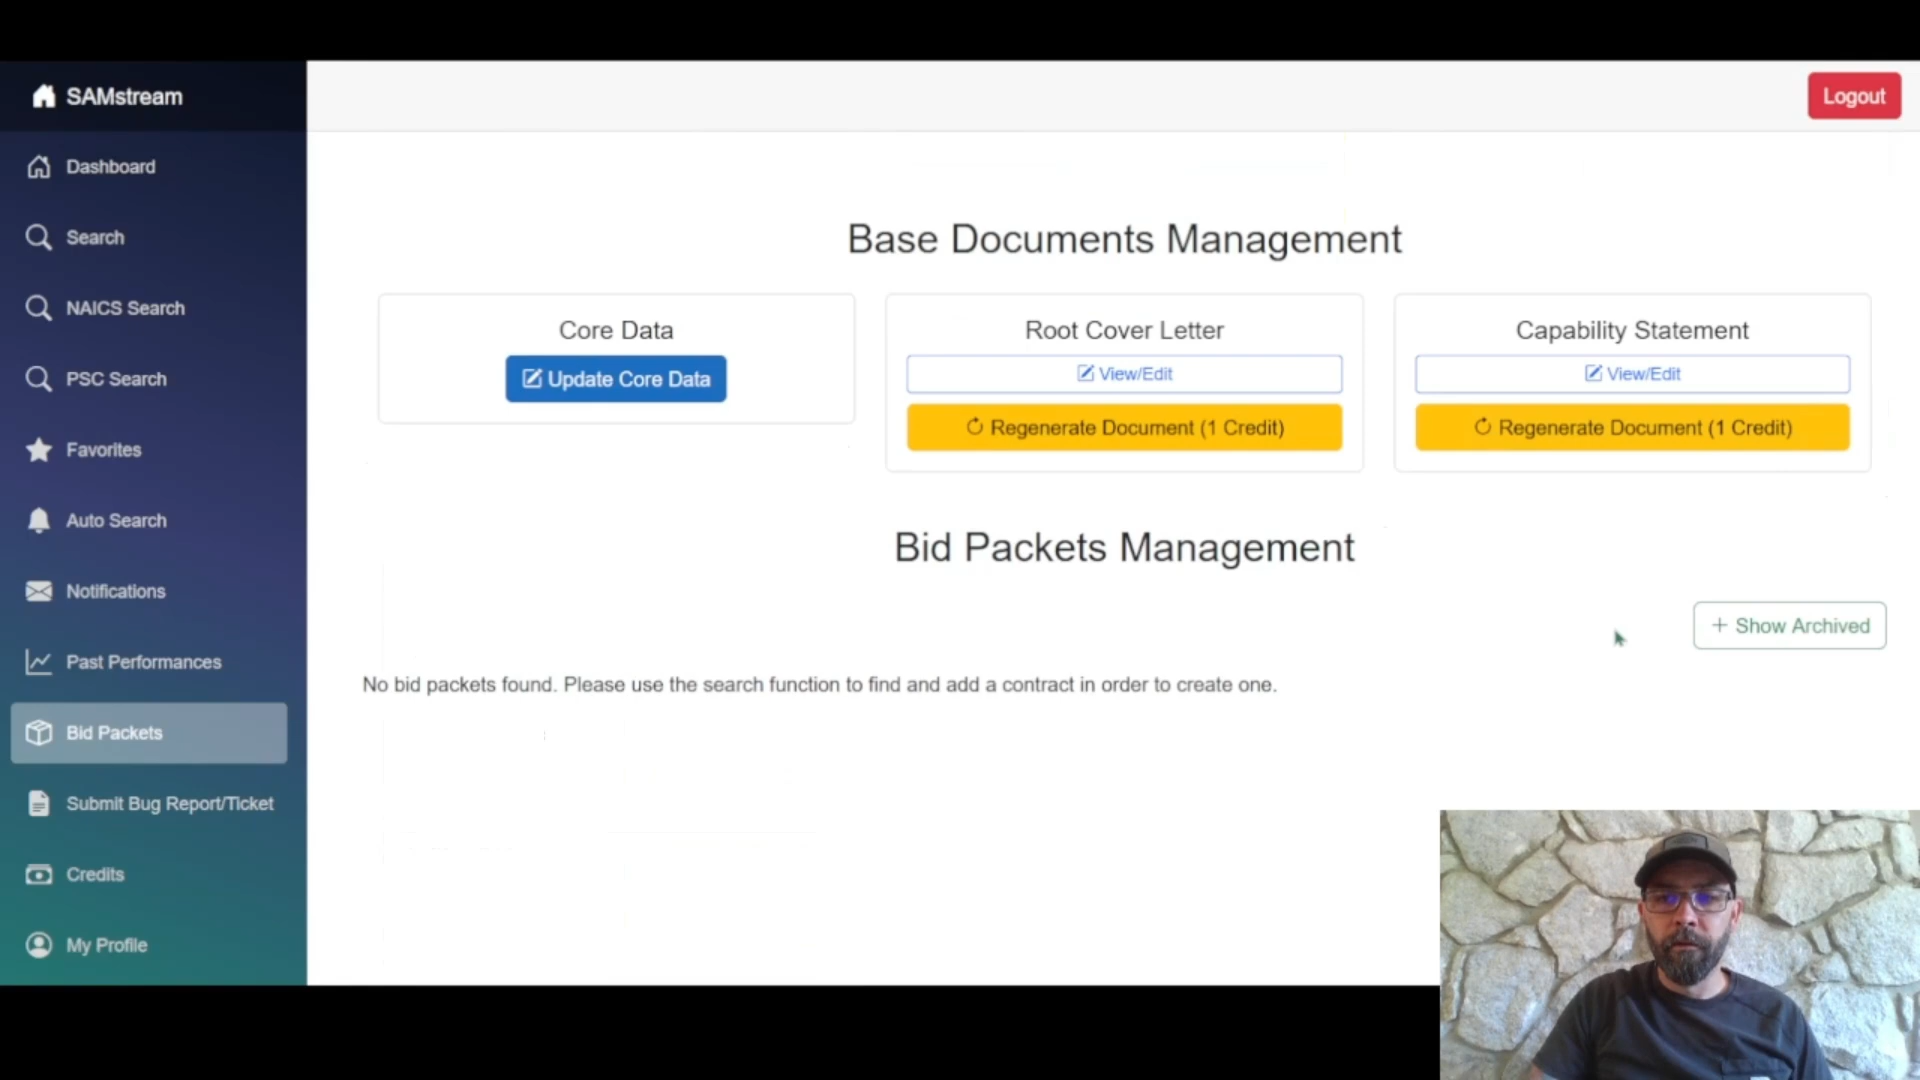 SAMstream
Logout
Dashboard
Search
NAICS Search
PSC Search
Favorites
Auto Search
Notifications
Past Performances
Bid Packets
Submit Bug Report/Ticket
Credits
My Profile
Base Documents Management
Core Data
Update Core Data
Root Cover Letter
View/Edit
Regenerate Document (1 Credit)
Capability Statement
View/Edit
Regenerate Document (1 Credit)
Bid Packets Management
+ Show Archived
No bid packets found. Please use the search function to find and add a contract in order to create one.